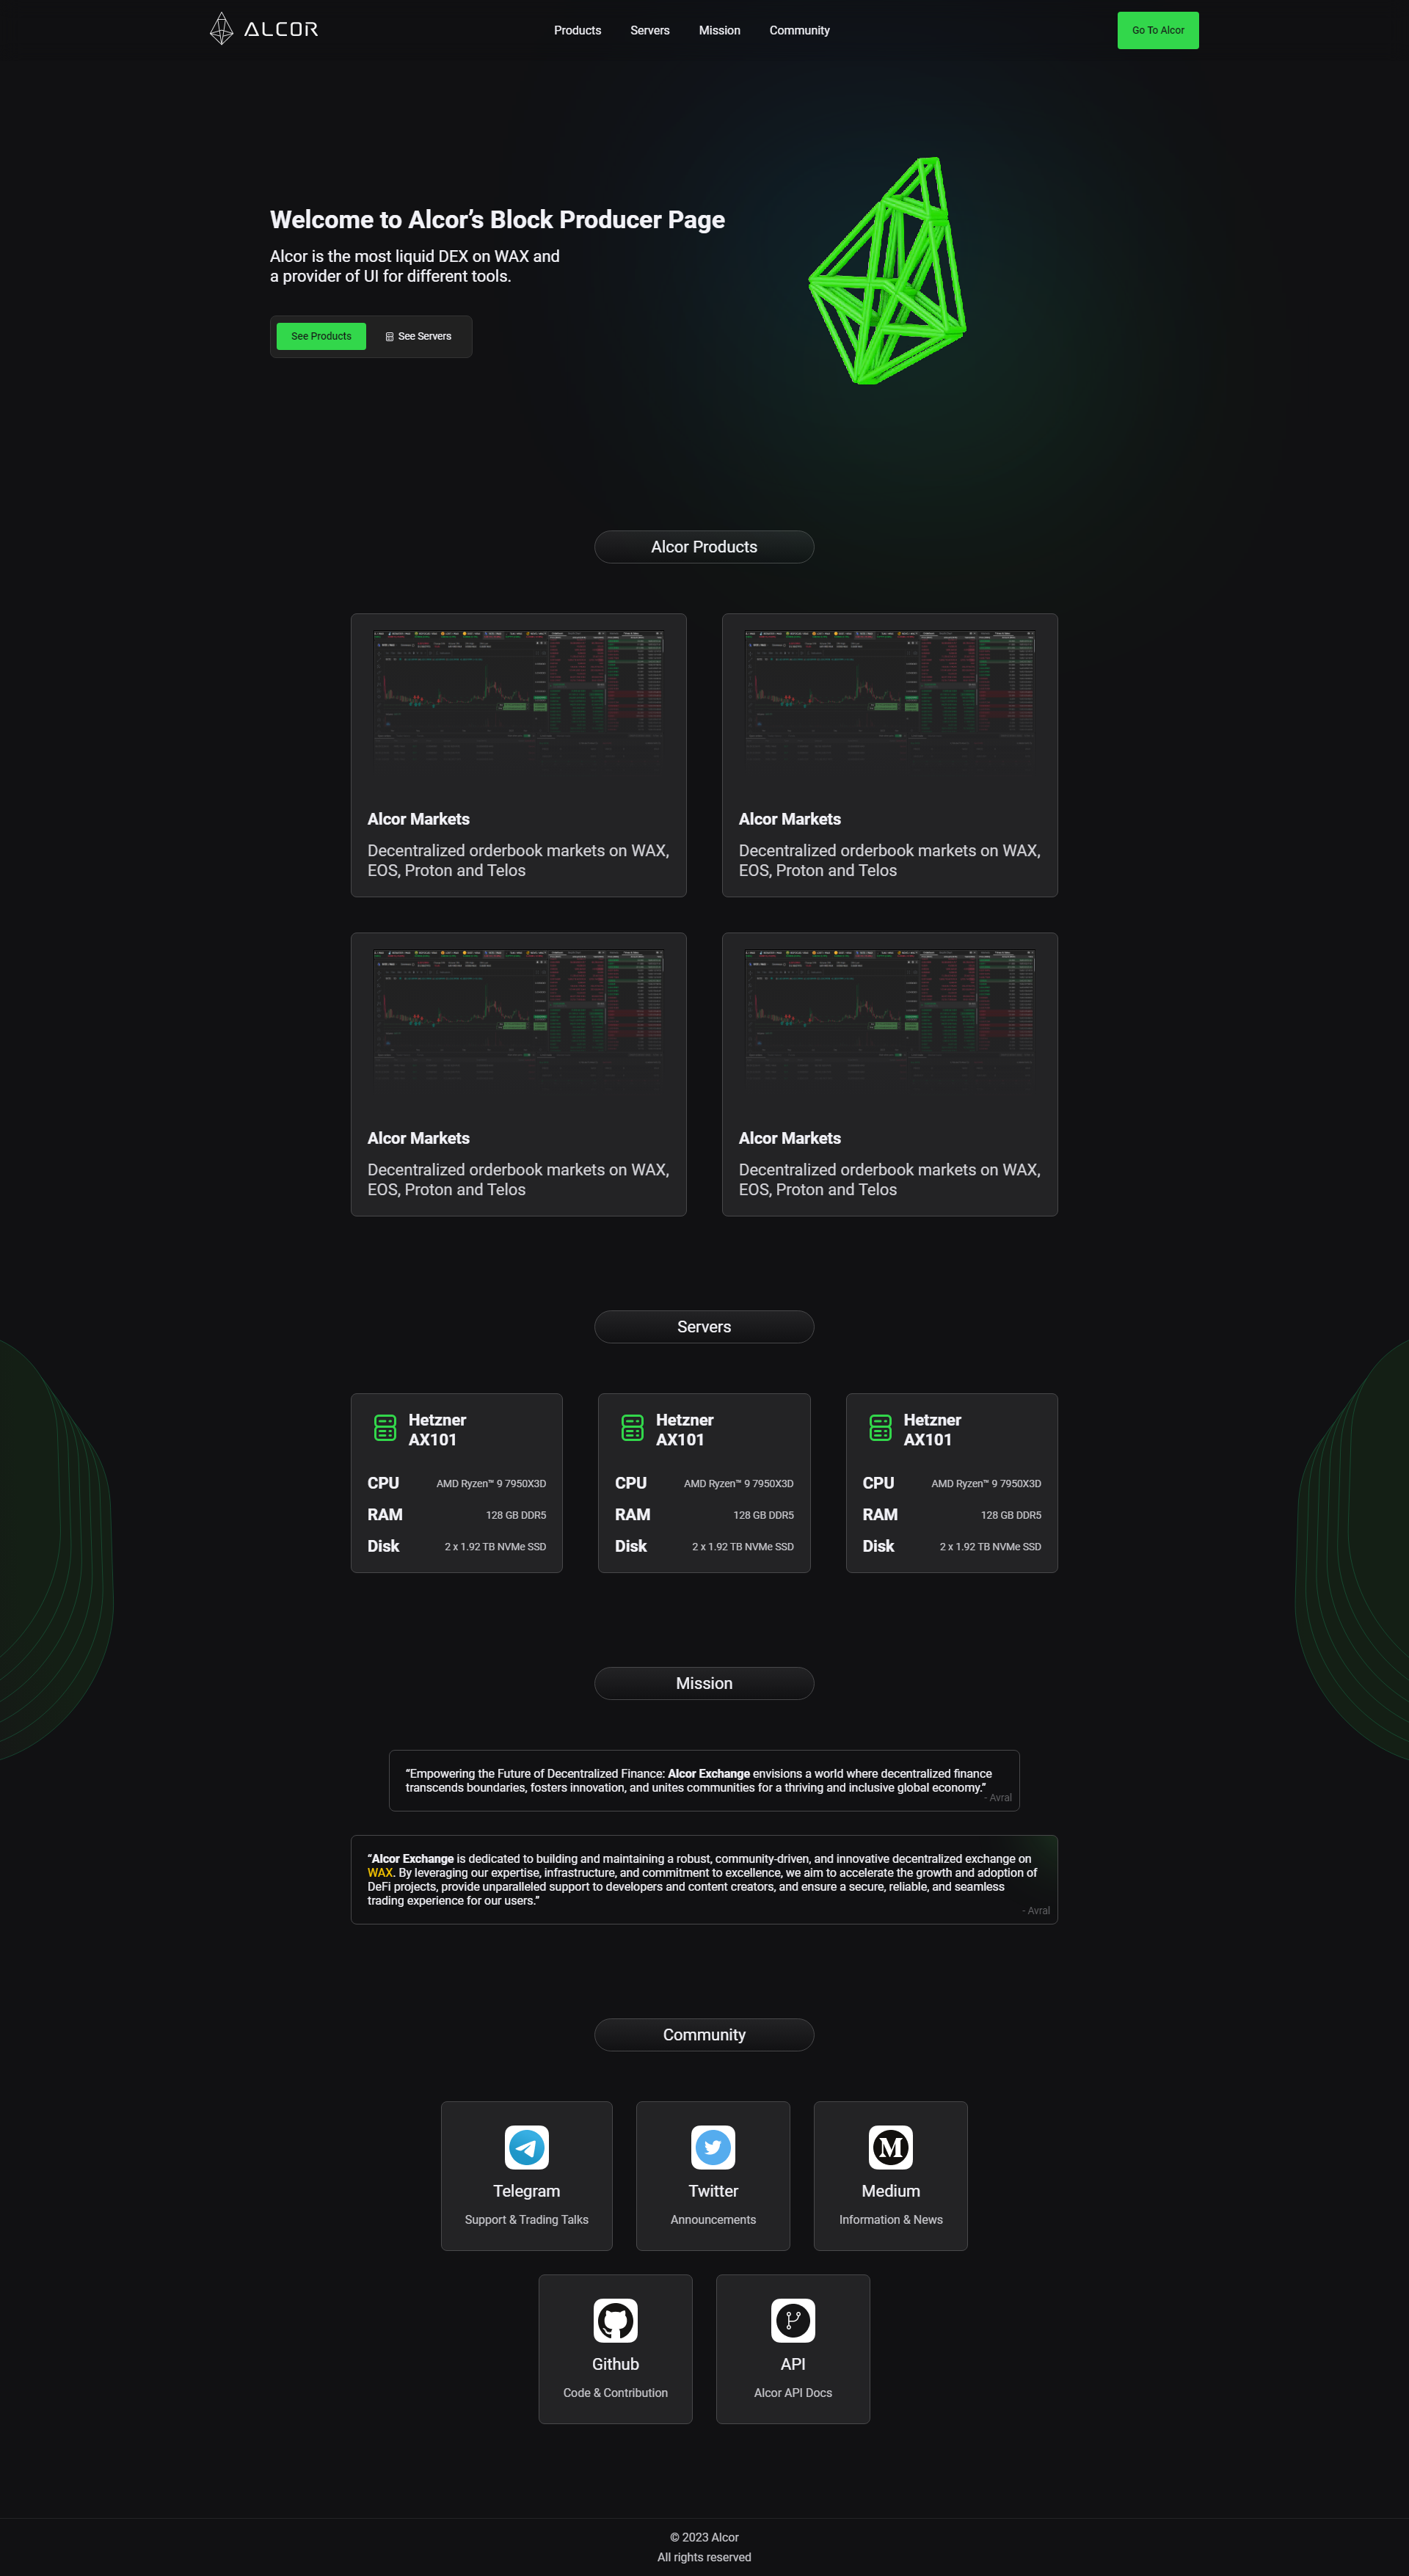 ALCOR
Products
Servers
Mission
Community
Go To Alcor
Welcome to Alcor’s Block Producer Page
Alcor is the most liquid DEX on WAX and
a provider of UI for different tools.
See Products
See Servers
Alcor Products
Alcor Markets
Decentralized orderbook markets on WAX,
EOS, Proton and Telos
Alcor Markets
Decentralized orderbook markets on WAX,
EOS, Proton and Telos
Alcor Markets
Decentralized orderbook markets on WAX,
EOS, Proton and Telos
Alcor Markets
Decentralized orderbook markets on WAX,
EOS, Proton and Telos
Servers
Hetzner
AX101
CPU AMD Ryzen™ 9 7950X3D
RAM 128 GB DDR5
Disk 2 x 1.92 TB NVMe SSD
Hetzner
AX101
CPU AMD Ryzen™ 9 7950X3D
RAM 128 GB DDR5
Disk 2 x 1.92 TB NVMe SSD
Hetzner
AX101
CPU AMD Ryzen™ 9 7950X3D
RAM 128 GB DDR5
Disk 2 x 1.92 TB NVMe SSD
Mission
“Empowering the Future of Decentralized Finance: Alcor Exchange envisions a world where decentralized finance
transcends boundaries, fosters innovation, and unites communities for a thriving and inclusive global economy.”
- Avral
“Alcor Exchange is dedicated to building and maintaining a robust, community-driven, and innovative decentralized exchange on
WAX. By leveraging our expertise, infrastructure, and commitment to excellence, we aim to accelerate the growth and adoption of
DeFi projects, provide unparalleled support to developers and content creators, and ensure a secure, reliable, and seamless
trading experience for our users.”
- Avral
Community
Telegram
Support & Trading Talks
Twitter
Announcements
M
Medium
Information & News
Github
Code & Contribution
API
Alcor API Docs
© 2023 Alcor
All rights reserved